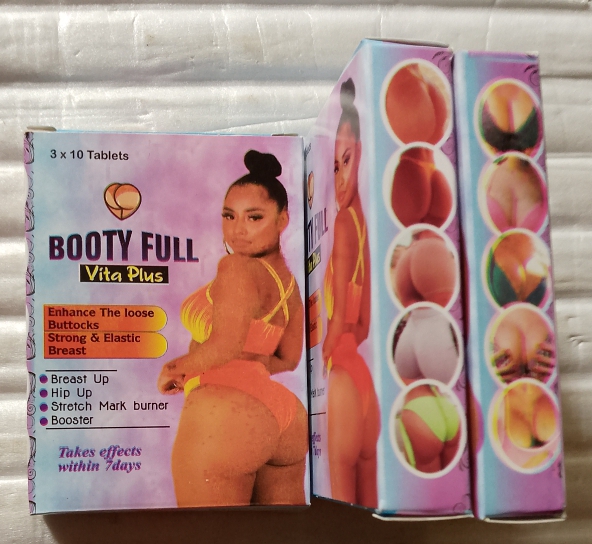 3 x 10 Tablets
BOOTY FULL
Vita Plus
Enhance The loose
Buttocks
Strong & Elastic
Breast
Breast Up
Hip Up
Stretch Mark burner
Booster
Takes effects
within 7days